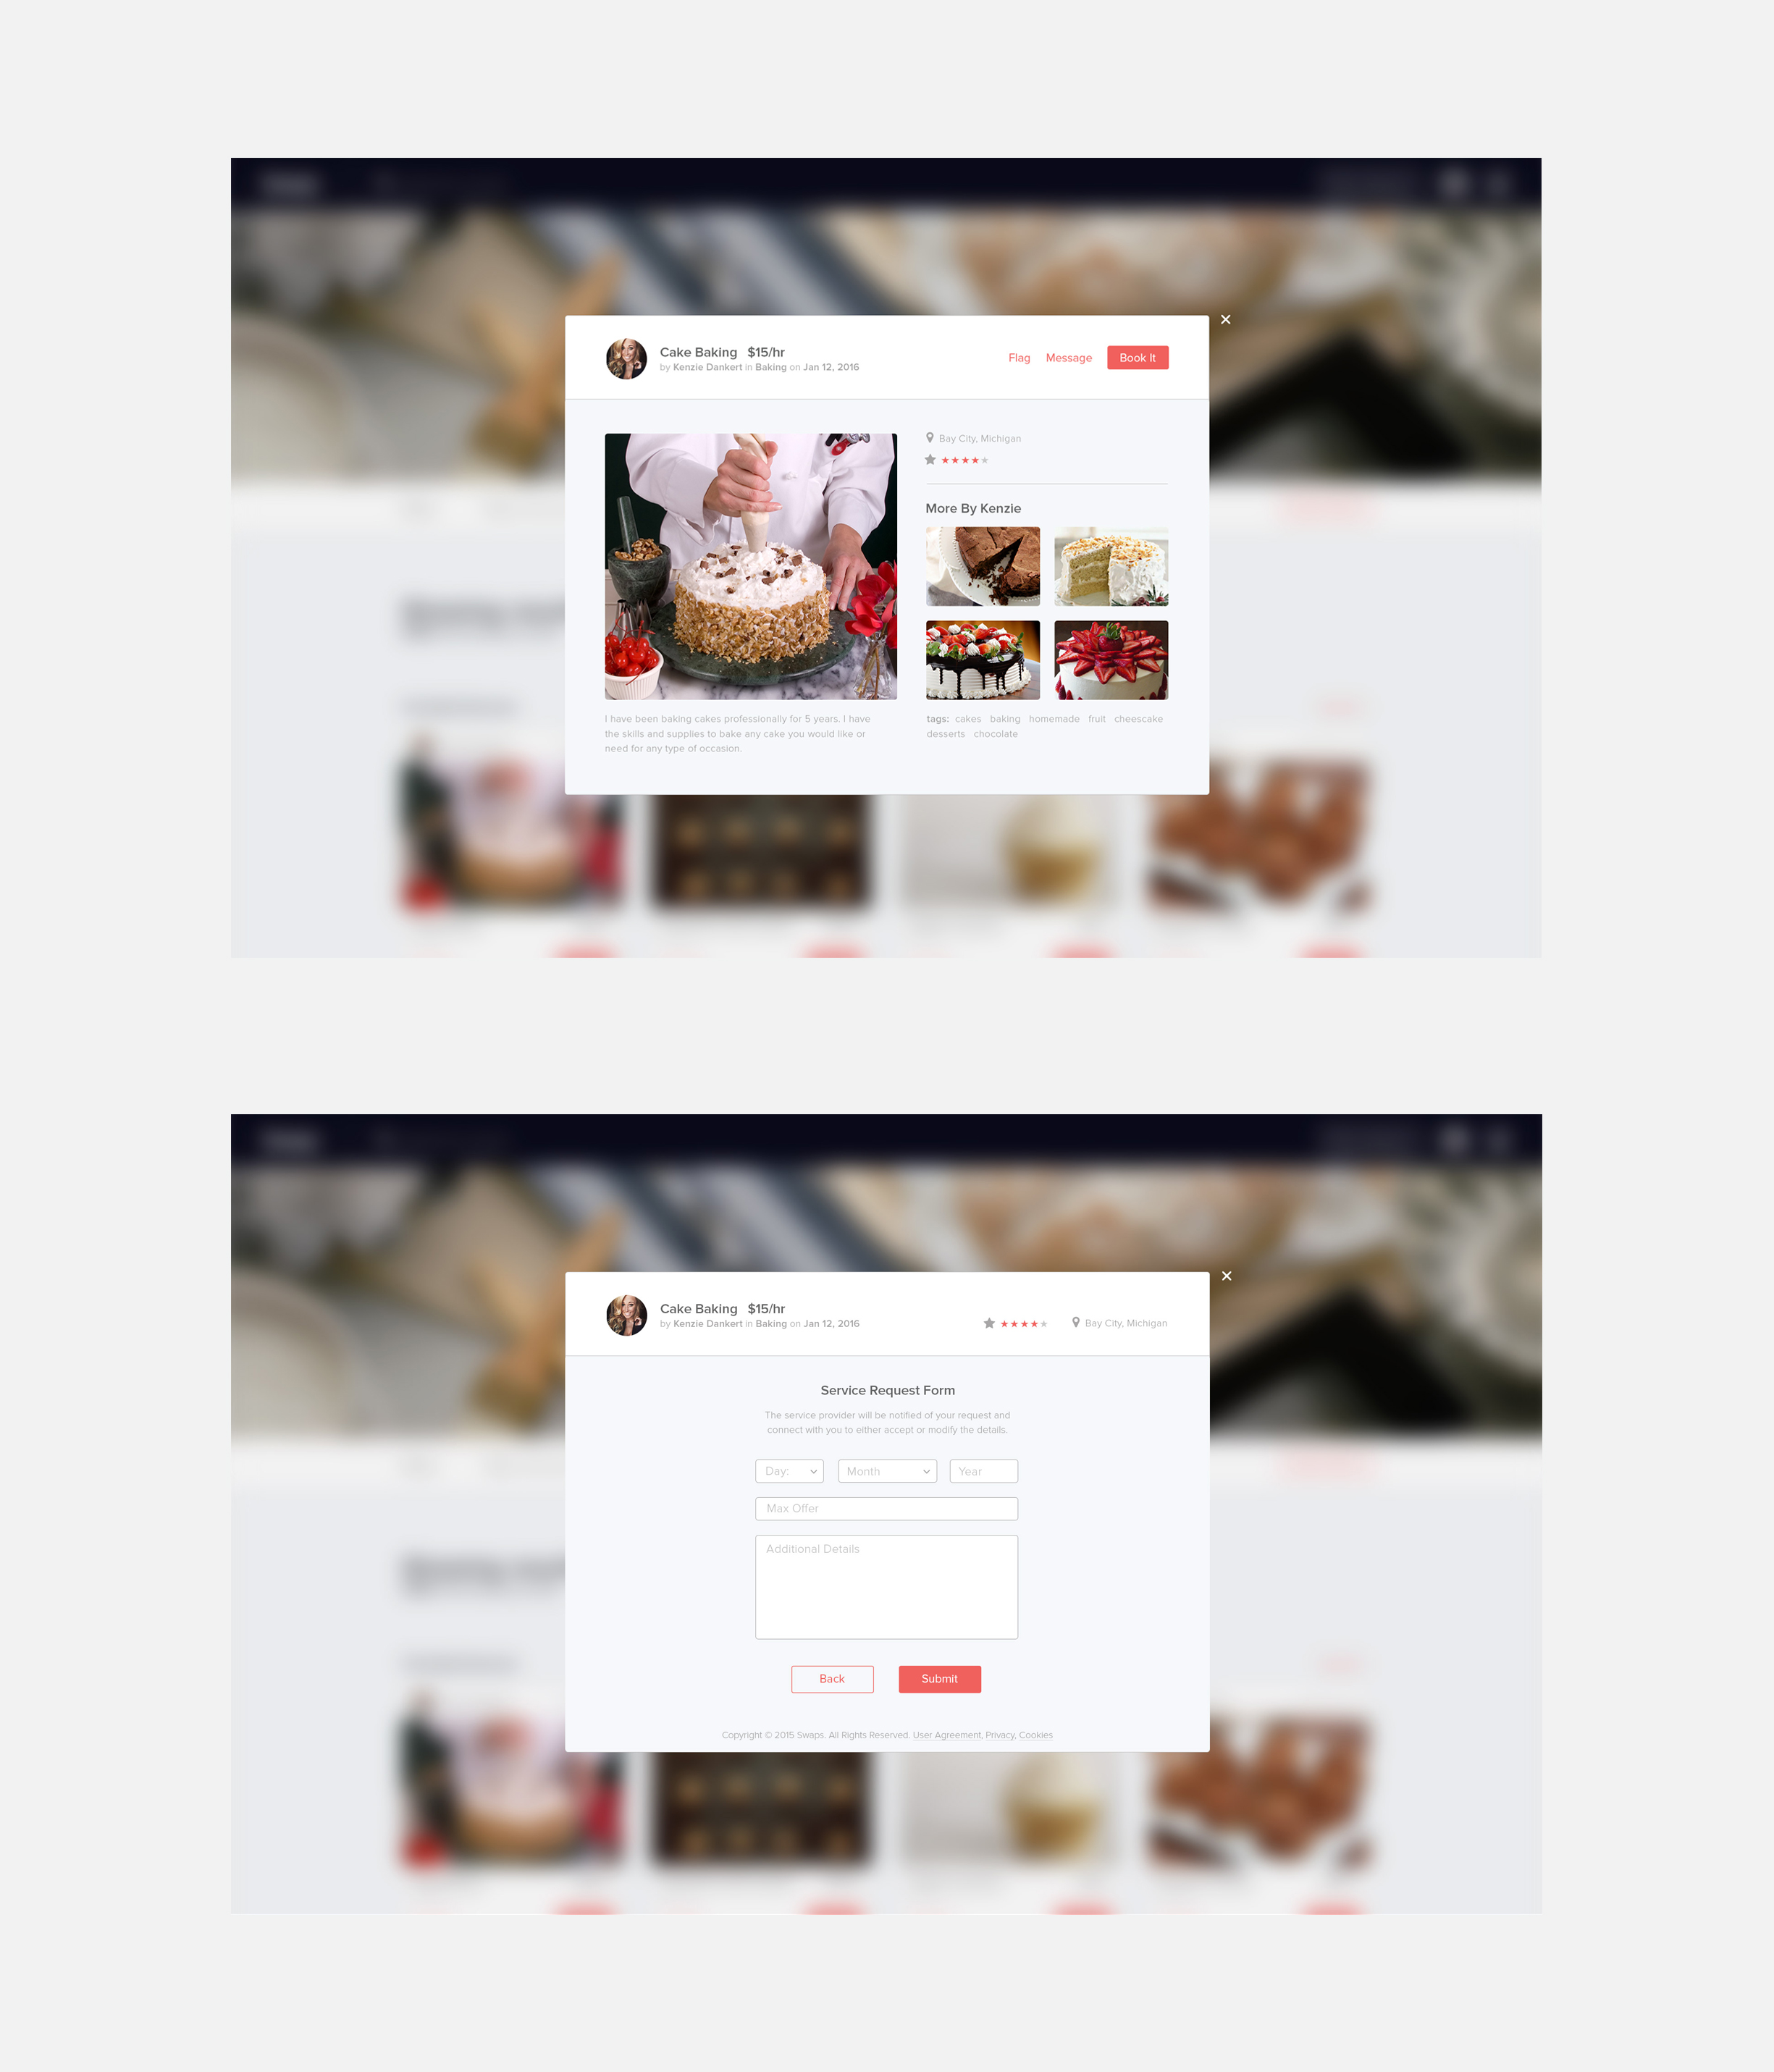 Cake Baking $15/hr
by Kenzie Dankert in Baking on Jan 12, 2016
Flag Message Book It
Bay City, Michigan
More By Kenzie
I have been baking cakes professionally for 5 years. I have
the skills and supplies to bake any cake you would like or
need for any type of occasion.
tags: cakes baking homemade fruit cheescake
desserts chocolate
Cake Baking $15/hr
by Kenzie Dankert in Baking on Jan 12, 2016
Bay City, Michigan
Service Request Form
The service provider will be notified of your request and
connect with you to either accept or modify the details.
Day: Month Year
Max Offer
Additional Details
Back Submit
Copyright © 2015 Swaps. All Rights Reserved. User Agreement, Privacy, Cookies